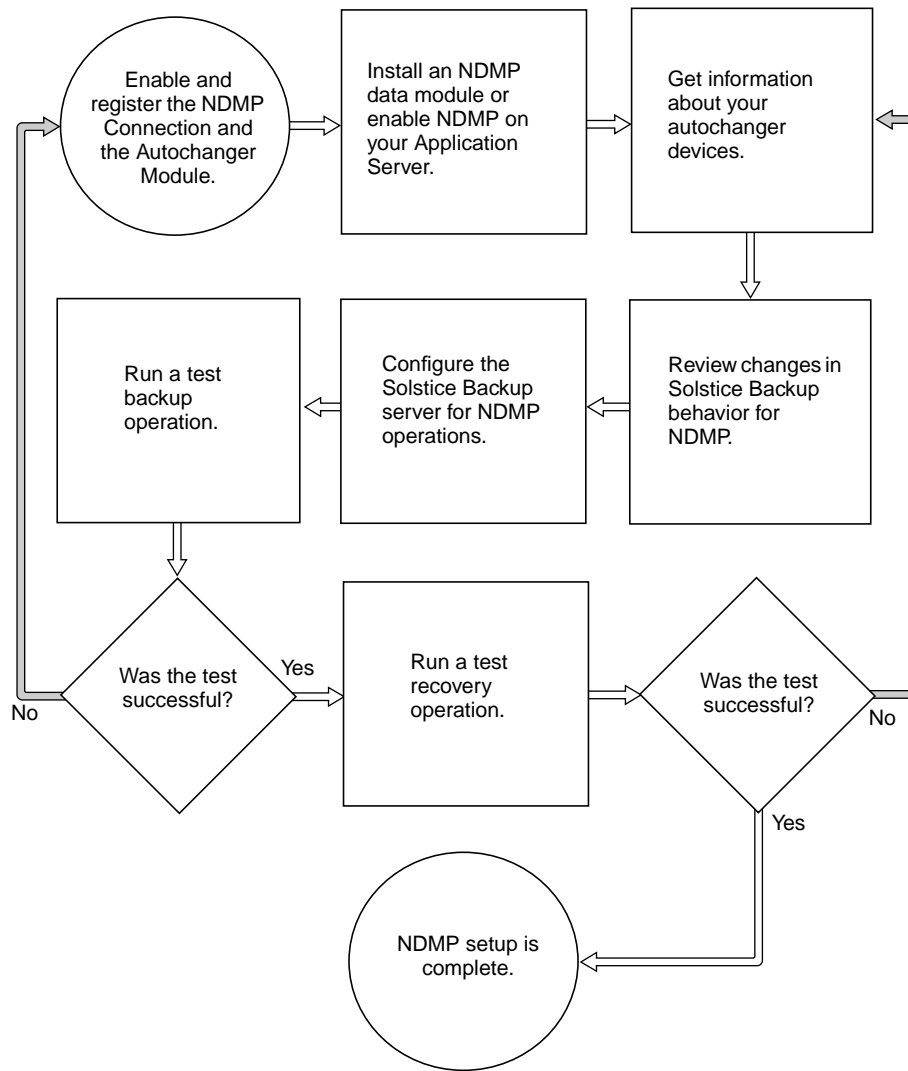 Enable and
register the NDMP
Connection and
the Autochanger
Module.
Install an NDMP
data module or
enable NDMP on
your Application
Server.
Get information
about your
autochanger
devices.
Review changes in
Solstice Backup
behavior for
NDMP.
Configure the
Solstice Backup
server for NDMP
operations.
Run a test
backup
operation.
Was the test
successful?
No
Yes
Run a test
recovery
operation.
Was the test
successful?
No
Yes
NDMP setup is
complete.